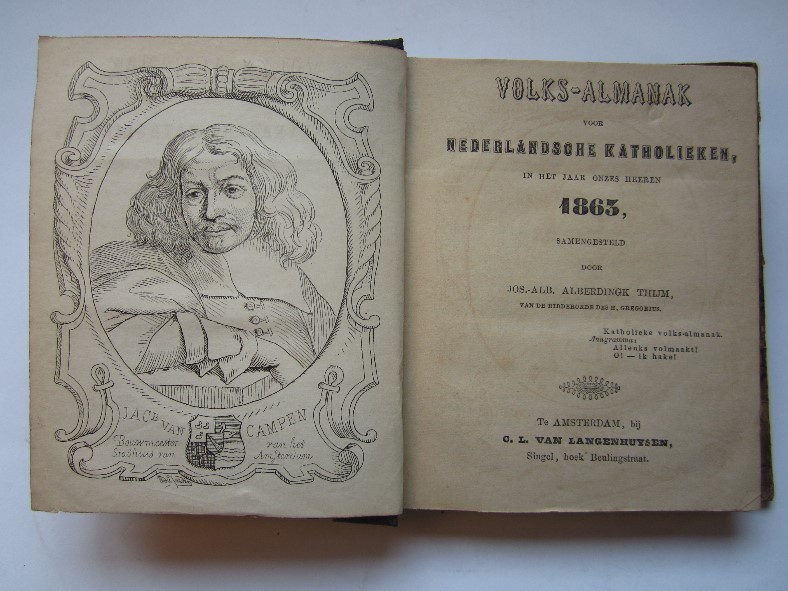 JACB VAN CAMPEN
Bouwmeester van het
Stadhuis van Amsterdam
VOLKS-ALMANAK
VOOR
NEDERLANDSCHE KATHOLIEKEN,
IN HET JAAR ONZES HEEREN
1863,
SAMENGESTELD
DOOR
JOS.-ALB. ALBERDINGK THIJM,
VAN DE RIDDERORDE DES H. GREGORIUS.
Katholieke volks-almanak.
Anagramma:
Allenks volmaakt!
O! — ik hake!
Te AMSTERDAM, bij
C. L. VAN LANGENHUYSEN,
Singel, hoek Beulingstraat.